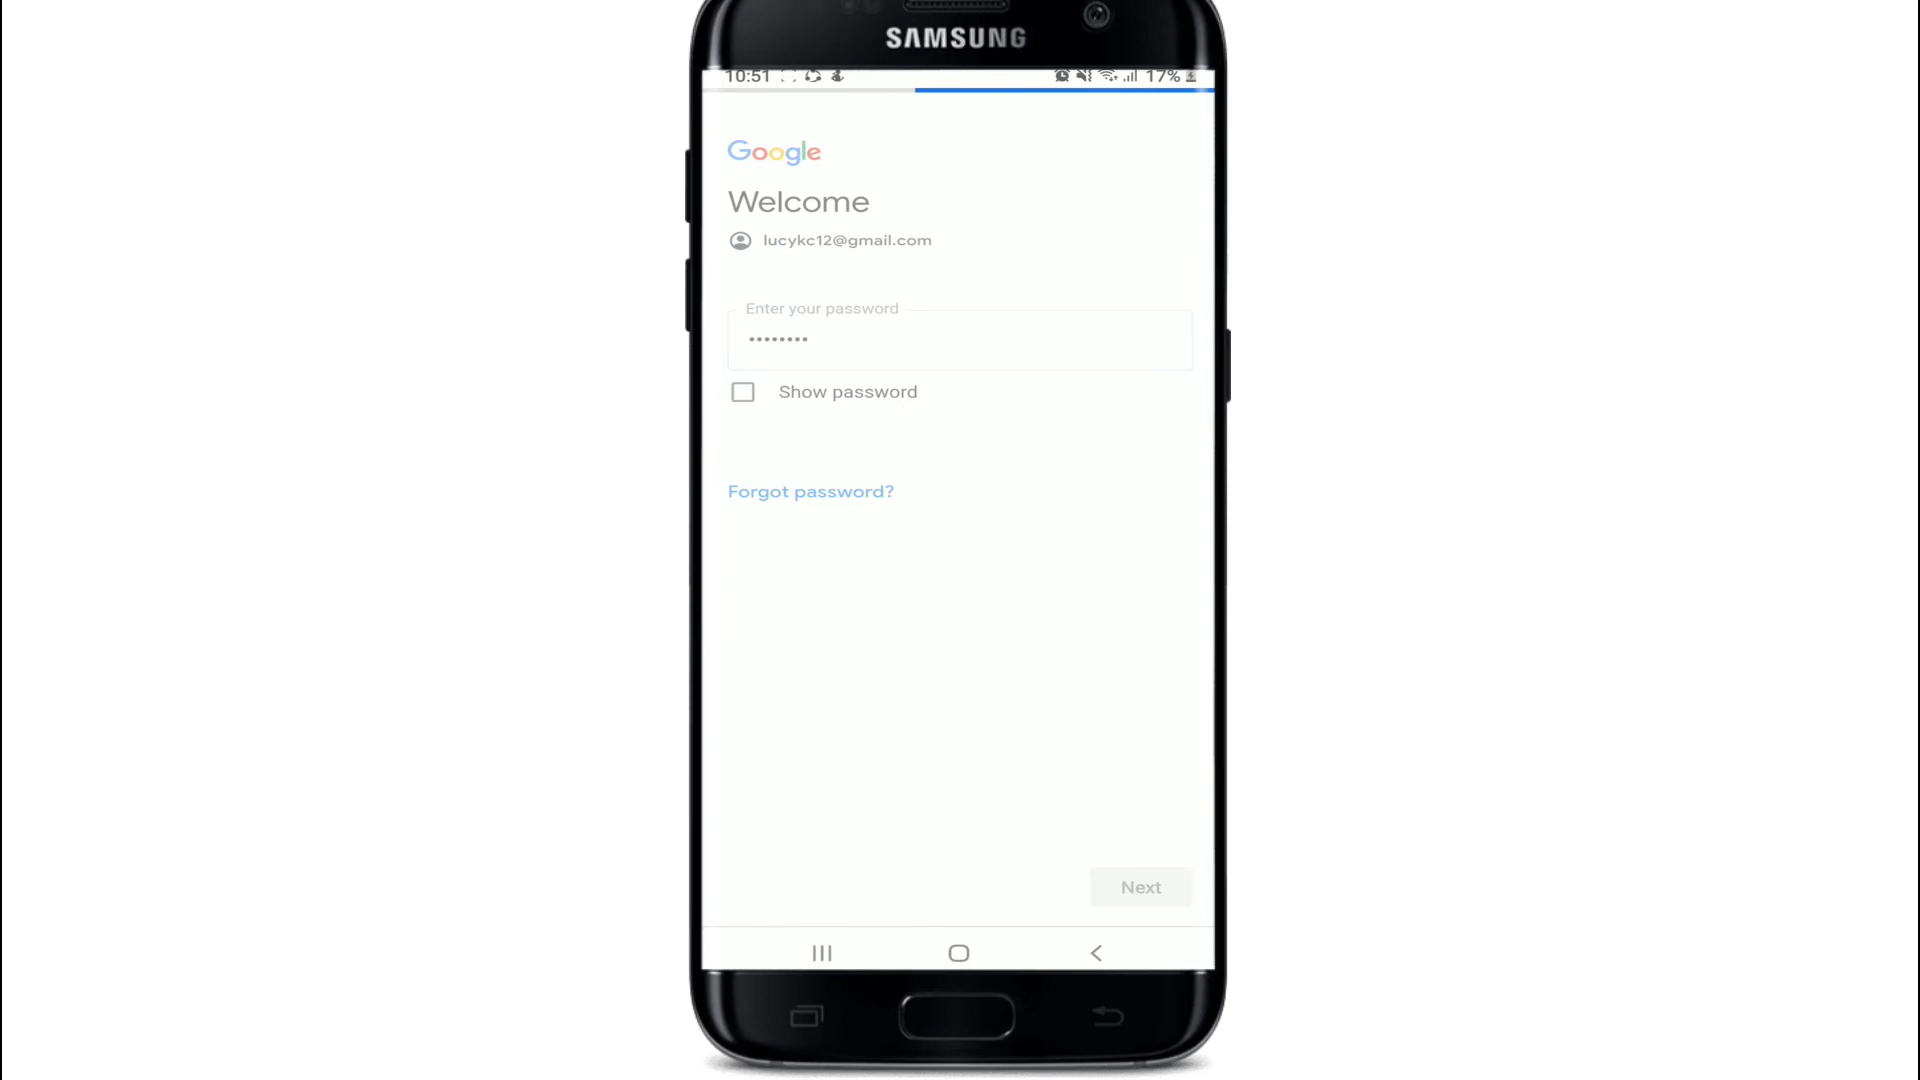 SAMSUNG
10:51 17%
Google
Welcome
lucykc12@gmail.com
Enter your password
••••••••
Show password
Forgot password?
Next